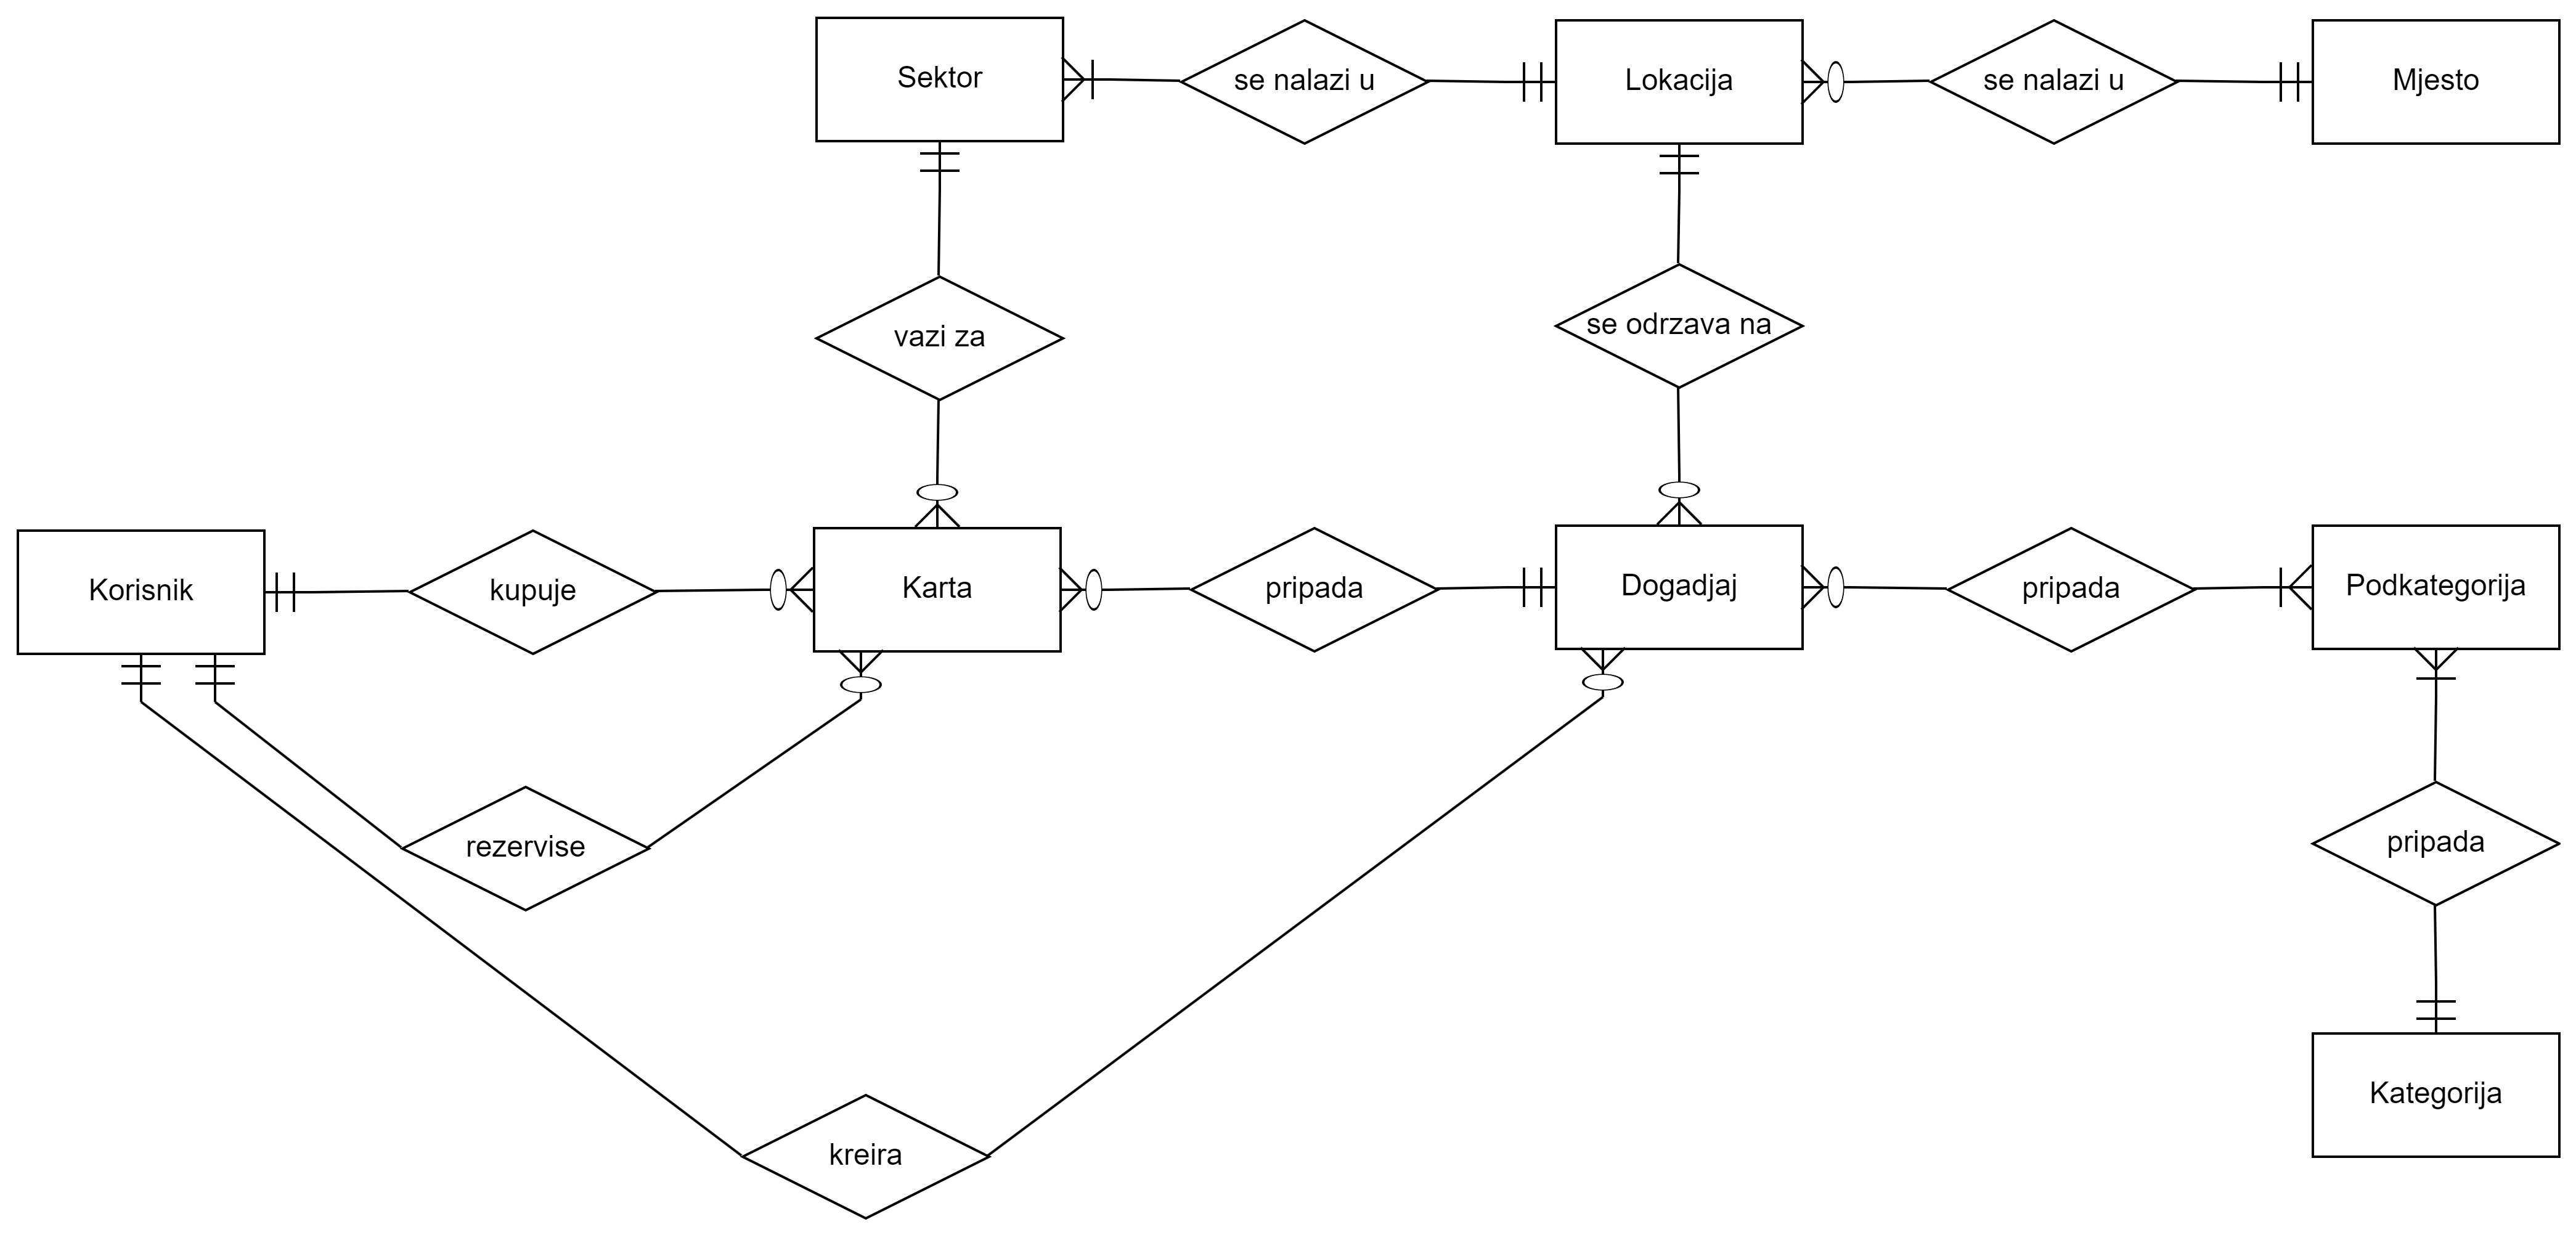 Sektor
se nalazi u
Lokacija
se nalazi u
Mjesto
vazi za
se odrzava na
Korisnik
kupuje
Karta
pripada
Dogadjaj
pripada
Podkategorija
rezervise
pripada
kreira
Kategorija